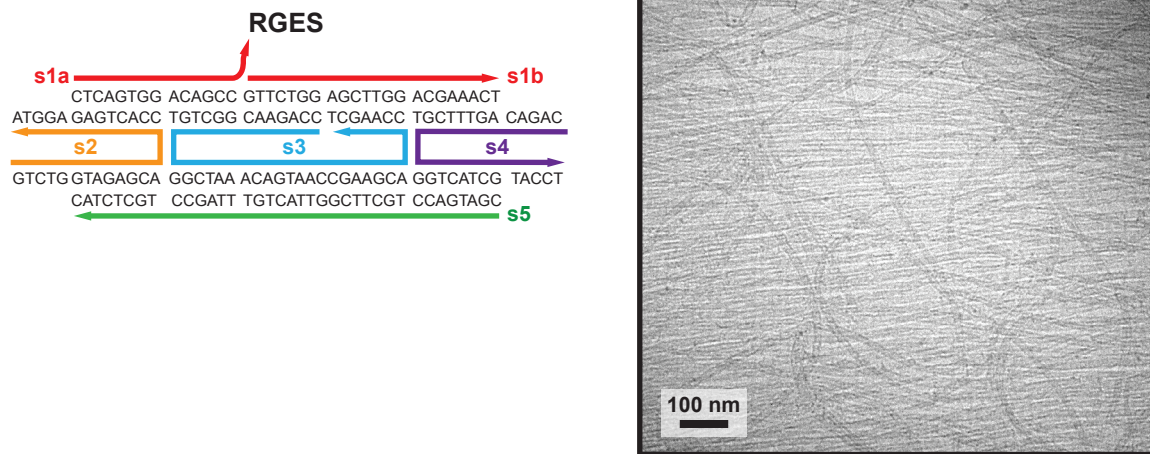 RGES
s1a s1b
CTCAGTGG ACAGCC GTTCTGG AGCTTGG ACGAAACT
ATGGA GAGTCACC TGTCGG CAAGACC TCGAACC TGCTTTGA CAGAC
s2 s3 s4
GTCTG GTAGAGCA GGCTAA ACAGTAACCGAAGCA GGTCATCG TACCT
CATCTCGT CCGATT TGTCATTGGCTTCGT CCAGTAGC
s5
100 nm